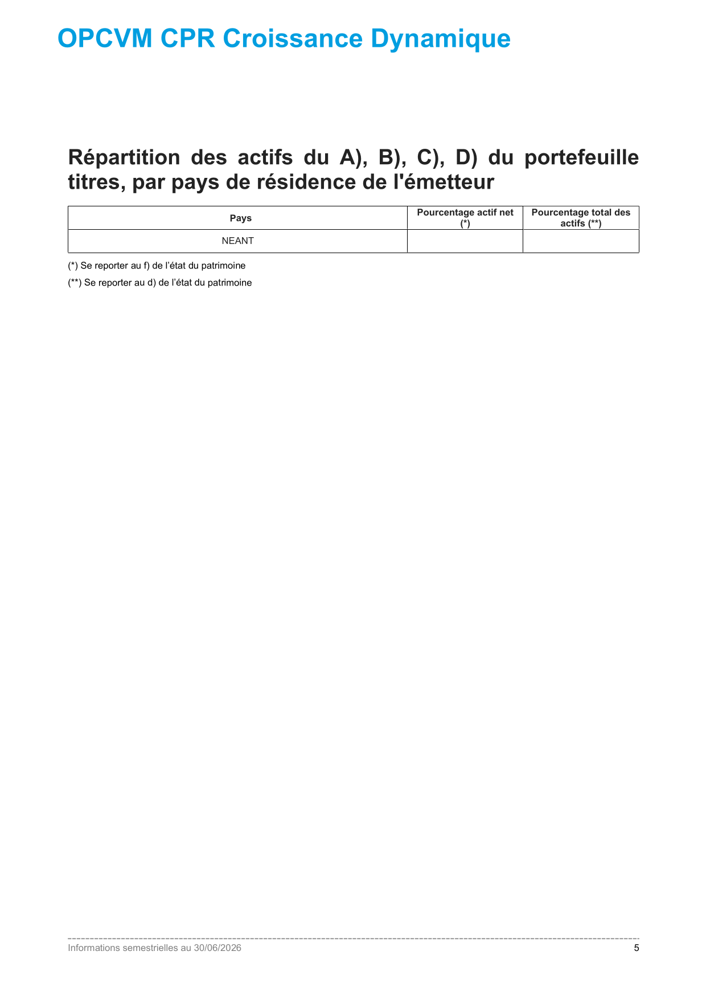 OPCVM CPR Croissance Dynamique
Répartition des actifs du A), B), C), D) du portefeuille
titres, par pays de résidence de l'émetteur
Pays
Pourcentage actif net
(*)
Pourcentage total des
actifs (**)
NEANT
(*) Se reporter au f) de l’état du patrimoine
(**) Se reporter au d) de l’état du patrimoine
Informations semestrielles au 30/06/2026
5